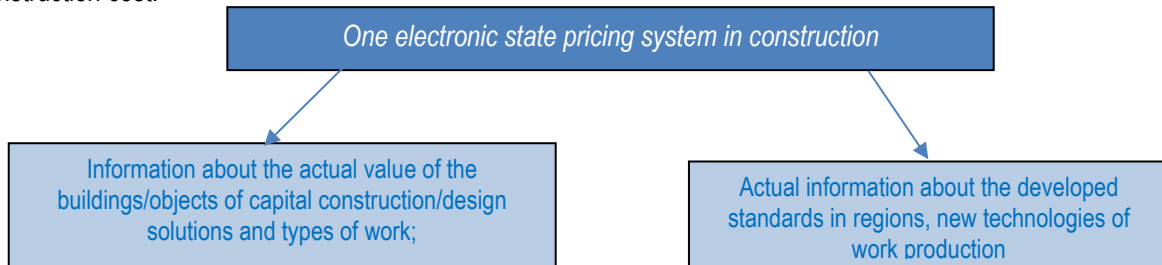 One electronic state pricing system in construction
Information about the actual value of the
buildings/objects of capital construction/design
solutions and types of work;
Actual information about the developed
standards in regions, new technologies of
work production